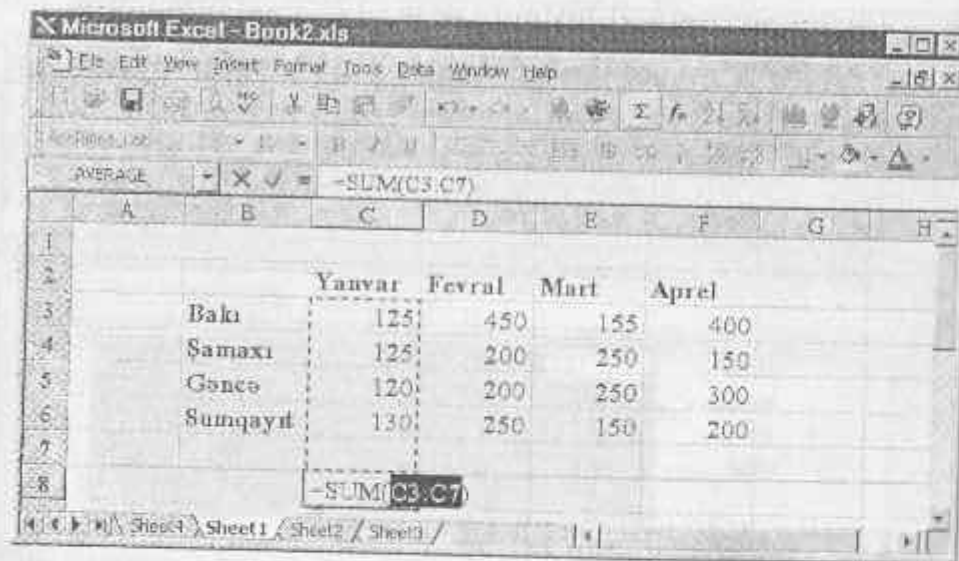 Microsoft Excel - Book2.xls
File Edit View Insert Format Tools Data Window Help
AVERAGE =SUM(C3:C7)
A B C D E F G H
1
2 Yanvar Fevral Mart Aprel
3 Bakı 125 450 155 400
4 Şamaxı 125 200 250 150
5 Gəncə 120 200 250 300
6 Sumqayıt 130 250 150 200
7
8 =SUM(C3:C7)
Sheet4 Sheet1 Sheet2 Sheet3